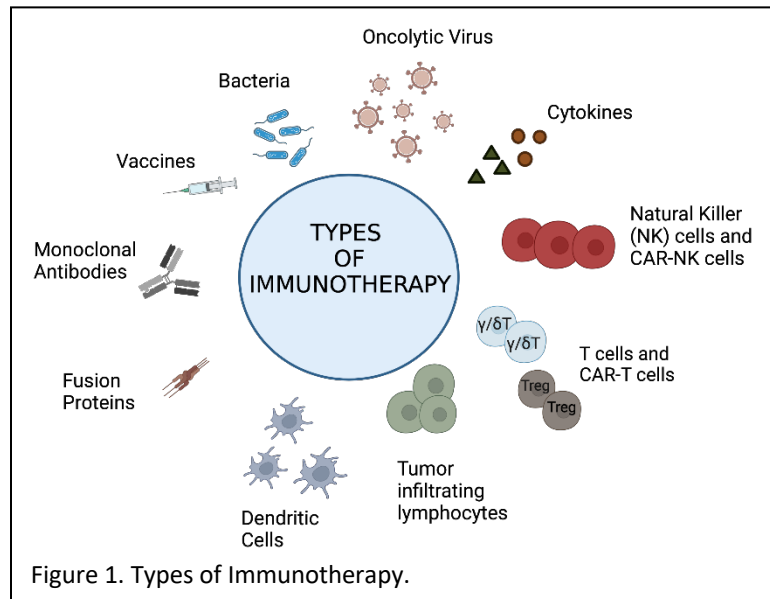 Oncolytic Virus
Bacteria
Cytokines
Vaccines
Natural Killer
(NK) cells and
CAR-NK cells
TYPES
OF
IMMUNOTHERAPY
Monoclonal
Antibodies
γ/δT
γ/δT
T cells and
CAR-T cells
Fusion
Proteins
Treg
Treg
Tumor
infiltrating
lymphocytes
Dendritic
Cells
Figure 1. Types of Immunotherapy.